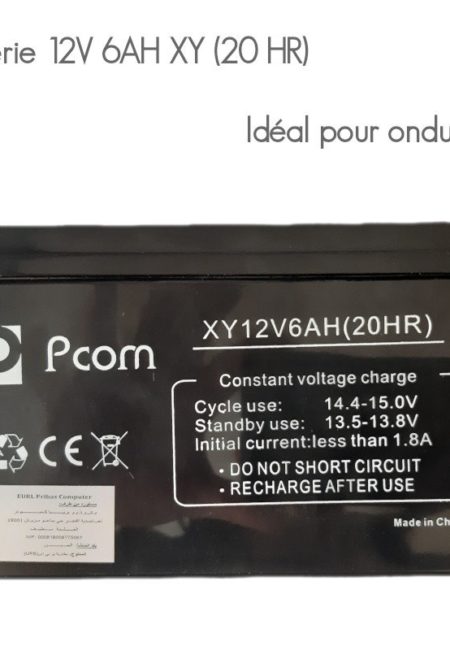 érie 12V 6AH XY (20 HR)
Idéal pour ondu
Pcom
XY12V6AH(20HR)
Constant voltage charge
Cycle use: 14.4-15.0V
Standby use: 13.5-13.8V
Initial current:less than 1.8A
• DO NOT SHORT CIRCUIT
• RECHARGE AFTER USE
Made in Ch
EURL Pribas Computer